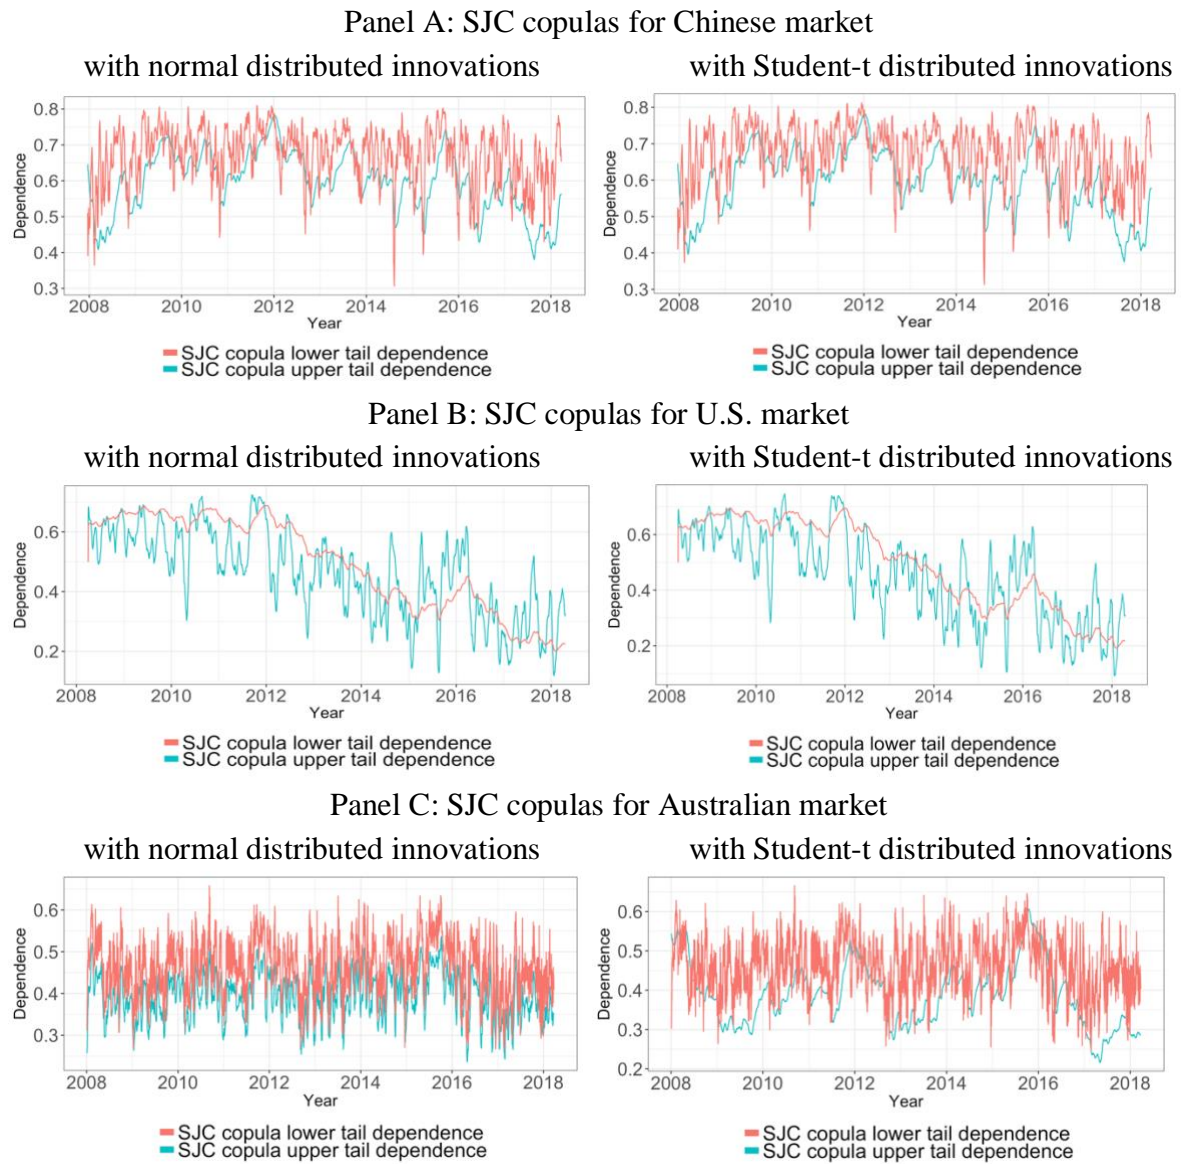 Panel A: SJC copulas for Chinese market
with normal distributed innovations
with Student-t distributed innovations
Dependence
0.8
0.7
0.6
0.5
0.4
0.3
2008 2010 2012 2014 2016 2018
Year
SJC copula lower tail dependence
SJC copula upper tail dependence
Dependence
0.8
0.7
0.6
0.5
0.4
0.3
2008 2010 2012 2014 2016 2018
Year
SJC copula lower tail dependence
SJC copula upper tail dependence
Panel B: SJC copulas for U.S. market
with normal distributed innovations
with Student-t distributed innovations
Dependence
0.6
0.4
0.2
2008 2010 2012 2014 2016 2018
Year
SJC copula lower tail dependence
SJC copula upper tail dependence
Dependence
0.6
0.4
0.2
2008 2010 2012 2014 2016 2018
Year
SJC copula lower tail dependence
SJC copula upper tail dependence
Panel C: SJC copulas for Australian market
with normal distributed innovations
with Student-t distributed innovations
Dependence
0.6
0.5
0.4
0.3
2008 2010 2012 2014 2016 2018
Year
SJC copula lower tail dependence
SJC copula upper tail dependence
Dependence
0.6
0.5
0.4
0.3
0.2
2008 2010 2012 2014 2016 2018
Year
SJC copula lower tail dependence
SJC copula upper tail dependence